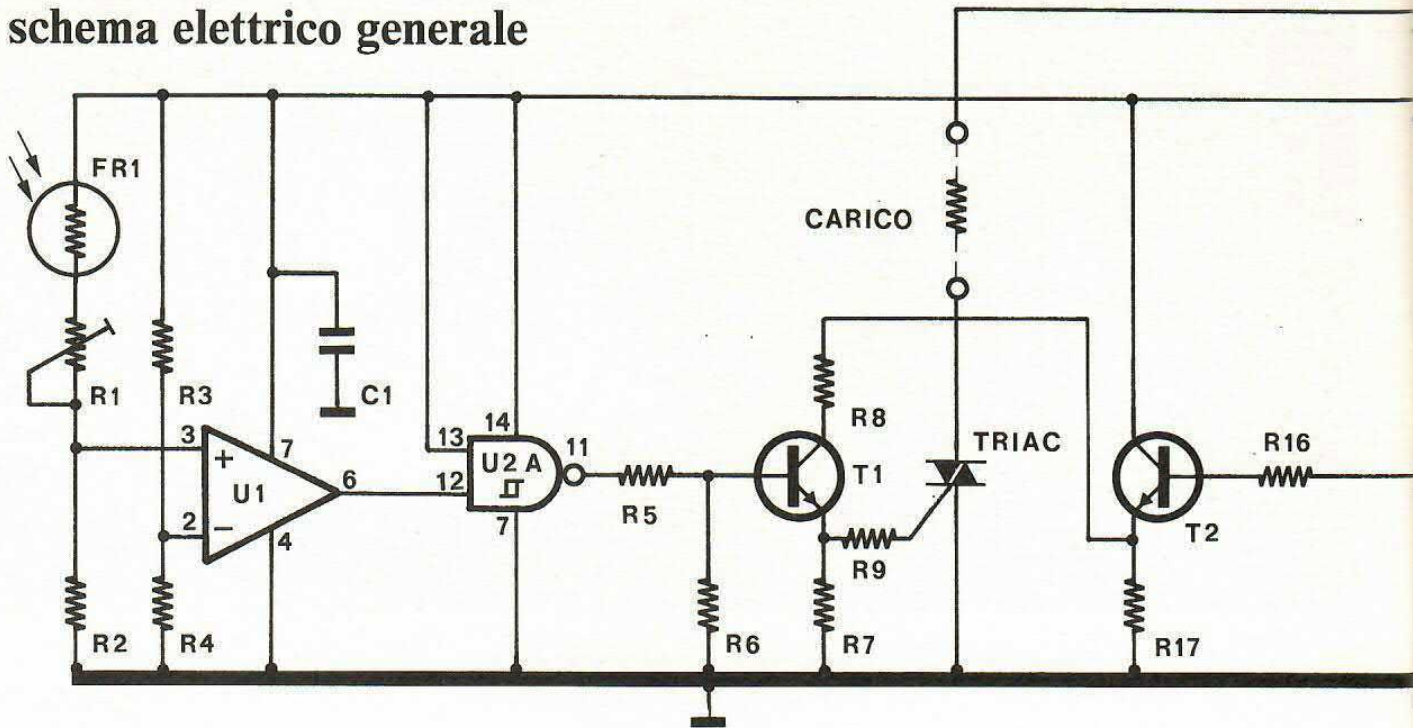 schema elettrico generale
FR1
CARICO
R1
R3
C1
14
R8
3
+
7
13
11
TRIAC
R16
U1
6
12
U2 A
T1
2
−
4
7
R5
R9
T2
R2
R4
R6
R7
R17